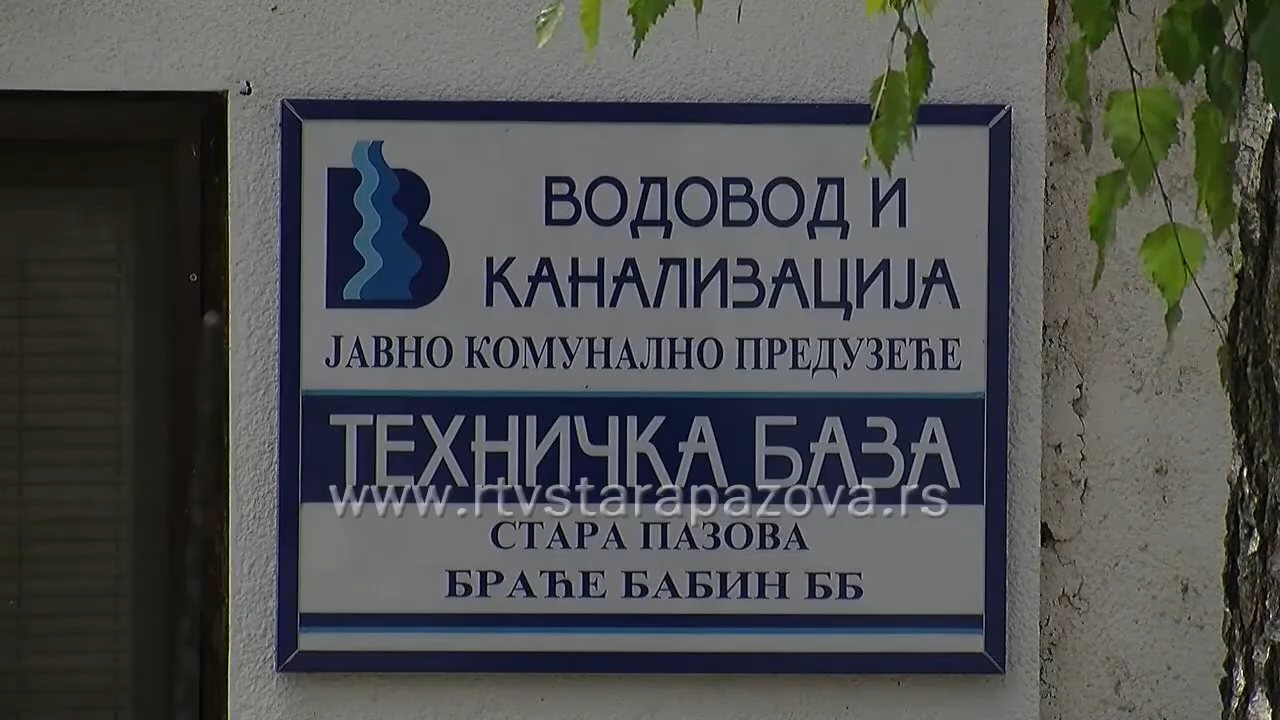 В
ВОДОВОД И
КАНАЛИЗАЦИЈА
ЈАВНО КОМУНАЛНО ПРЕДУЗЕЋЕ
ТЕХНИЧКА БАЗА
www.rtvstarapazova.rs
СТАРА ПАЗОВА
БРАЋЕ БАБИН ББ